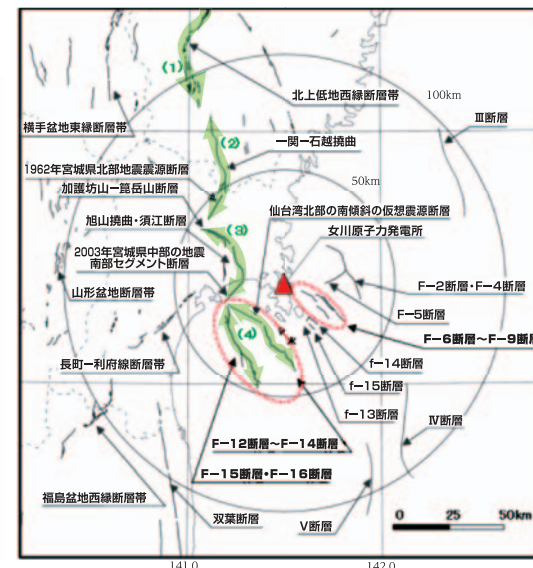 (1)
北上低地西縁断層帯
100km
Ⅲ断層
横手盆地東縁断層帯
(2)
一関ー石越撓曲
1962年宮城県北部地震震源断層
50km
加護坊山ー箟岳山断層
仙台湾北部の南傾斜の仮想震源断層
旭山撓曲・須江断層
(3)
女川原子力発電所
2003年宮城県中部の地震
南部セグメント断層
F-2断層・F-4断層
山形盆地断層帯
F-5断層
F-6断層～F-9断層
(4)
長町ー利府線断層帯
f-14断層
f-15断層
f-13断層
Ⅳ断層
F-12断層～F-14断層
F-15断層・F-16断層
福島盆地西縁断層帯
双葉断層
Ⅴ断層
0 25 50km
141.0 142.0